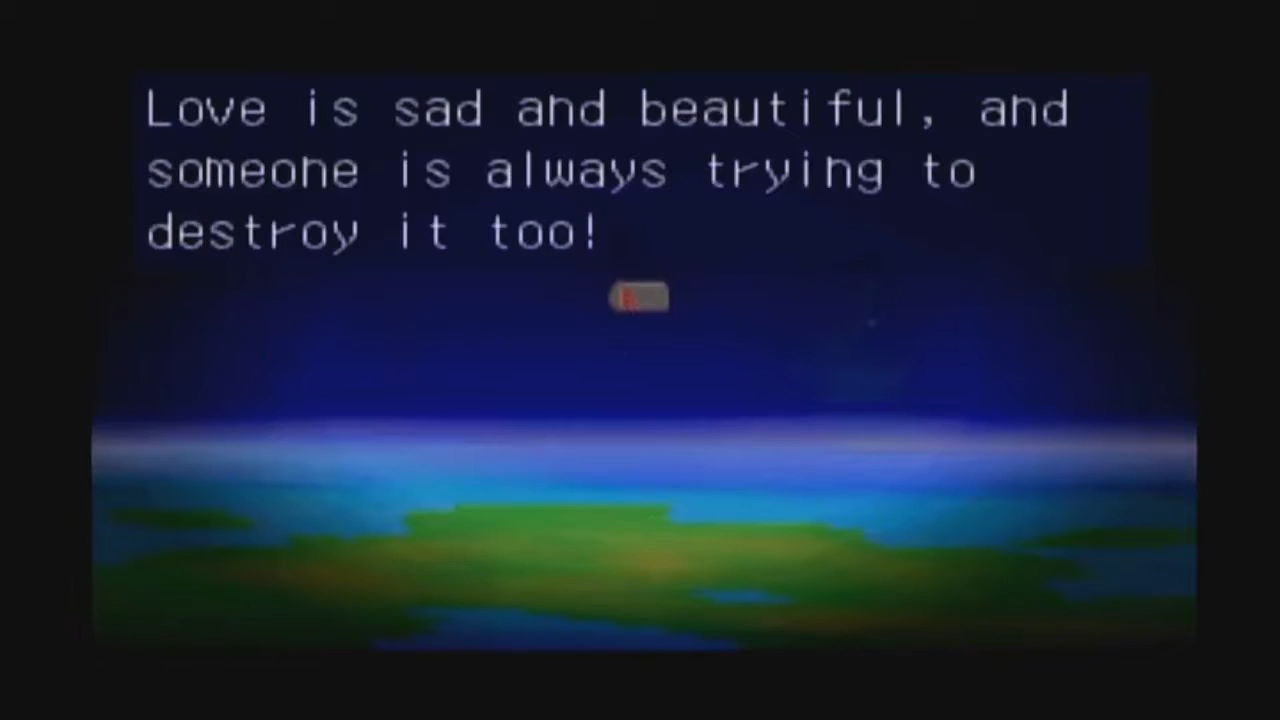 Love is sad and beautiful, and
someone is always trying to
destroy it too!